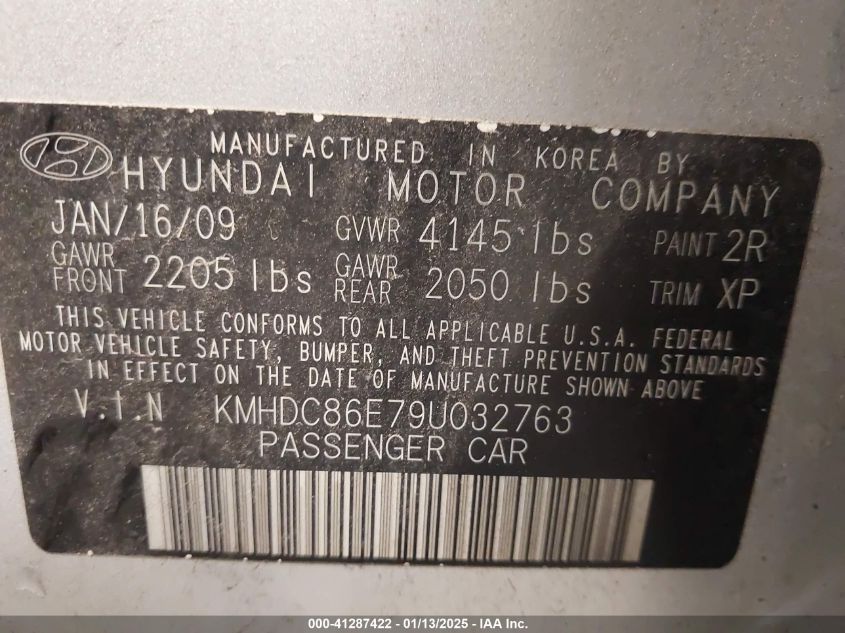 MANUFACTURED IN KOREA BY
HYUNDAI MOTOR COMPANY
JAN/16/09 GVWR 4145 lbs PAINT 2R
GAWR FRONT 2205 lbs GAWR REAR 2050 lbs TRIM XP
THIS VEHICLE CONFORMS TO ALL APPLICABLE U.S.A. FEDERAL
MOTOR VEHICLE SAFETY, BUMPER, AND THEFT PREVENTION STANDARDS
IN EFFECT ON THE DATE OF MANUFACTURE SHOWN ABOVE.
V.I.N KMHDC86E79U032763
PASSENGER CAR
000-41287422 - 01/13/2025 - IAA Inc.